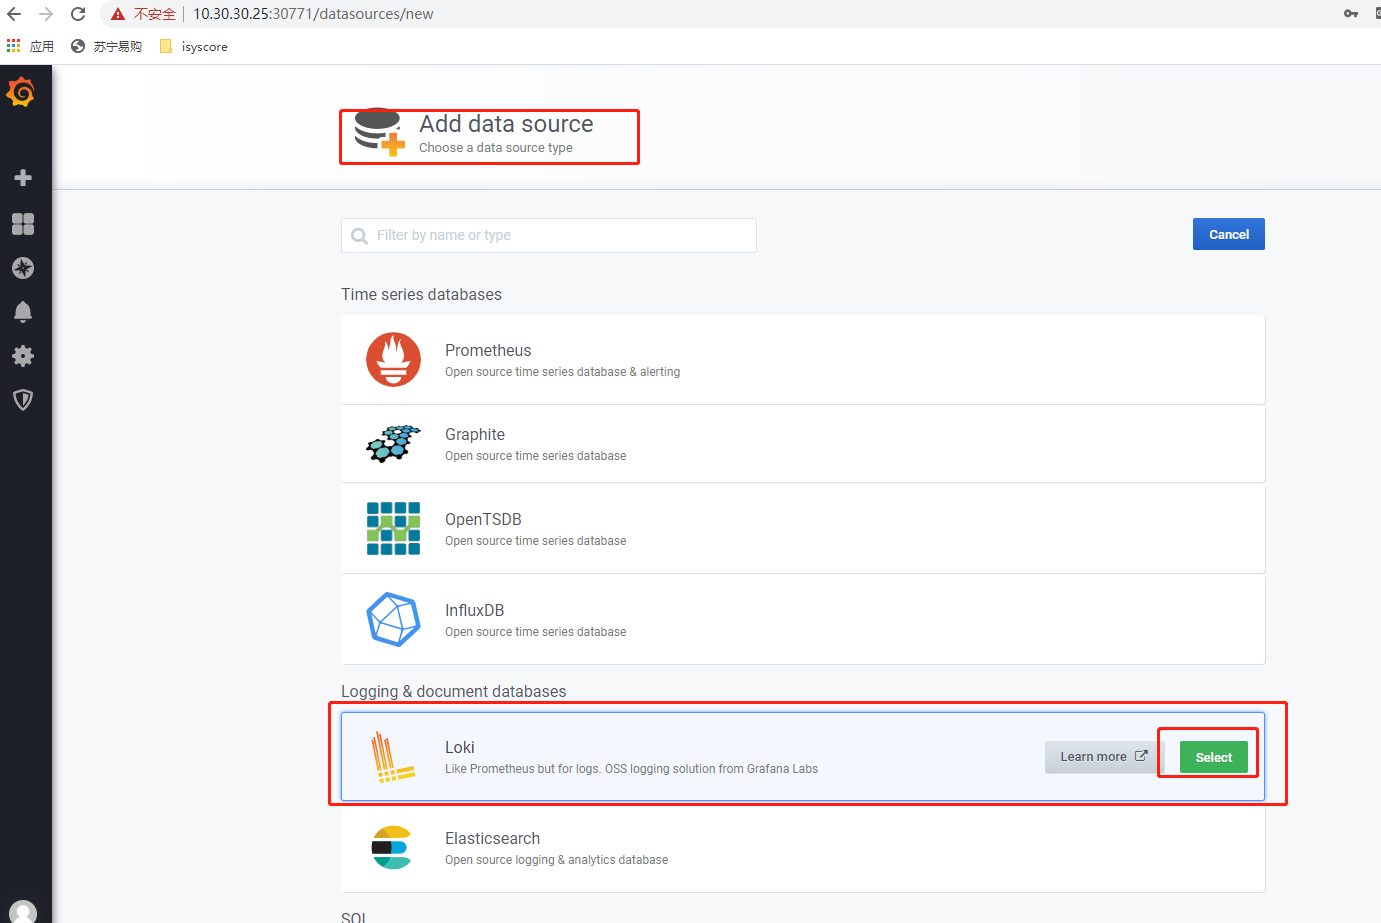 不安全 10.30.30.25:30771/datasources/new
应用 苏宁易购 isyscore
Add data source
Choose a data source type
Filter by name or type
Cancel
Time series databases
Prometheus
Open source time series database & alerting
Graphite
Open source time series database
OpenTSDB
Open source time series database
InfluxDB
Open source time series database
Logging & document databases
Loki
Like Prometheus but for logs. OSS logging solution from Grafana Labs
Learn more
Select
Elasticsearch
Open source logging & analytics database
SQL